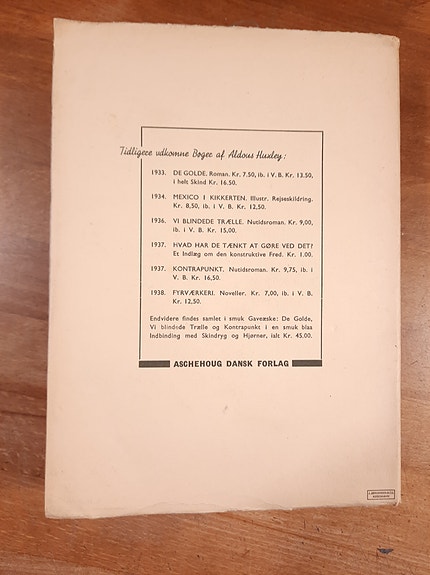 Tidligere udkomne Bøger af Aldous Huxley:
1933. DE GOLDE. Roman. Kr. 7.50, ib. i V. B. Kr. 13.50,
i helt Skind Kr. 16.50.
1934. MEXICO I KIKKERTEN. Illustr. Rejseskildring.
Kr. 8,50, ib. i V. B. Kr. 12,50.
1936. VI BLINDEDE TRÆLLE. Nutidsroman. Kr. 9,00,
ib. i V. B. Kr. 15,00.
1937. HVAD HAR DE TÆNKT AT GØRE VED DET?
Et Indlæg om den konstruktive Fred. Kr. 1.00.
1937. KONTRAPUNKT. Nutidsroman. Kr. 9,75, ib. i
V. B. Kr. 16,50.
1938. FYRVÆRKERI. Noveller. Kr. 7,00, ib. i V. B.
Kr. 12,50.
Endvidere findes samlet i smuk Gaveæske: De Golde,
Vi blindede Trælle og Kontrapunkt i en smuk blaa
Indbinding med Skindryg og Hjørner, ialt Kr. 45.00.
ASCHEHOUG DANSK FORLAG